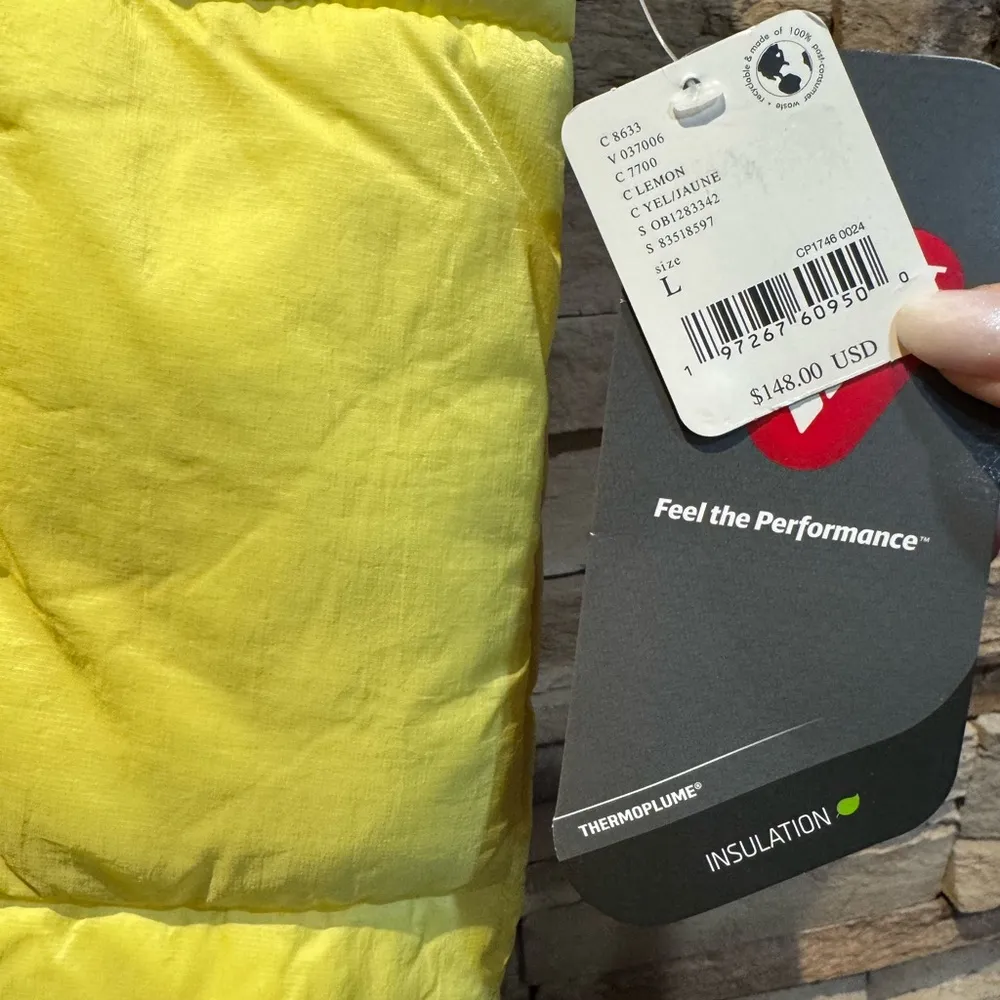 recyclable & made of 100% post-consumer waste •
C 8633
V 037006
C 7700
C LEMON
C YEL/JAUNE
S OB1283342
S 83518597
size
L
CP1746 0024
1 97267 60950 0
$148.00 USD
Feel the Performance™
THERMOPLUME®
INSULATION